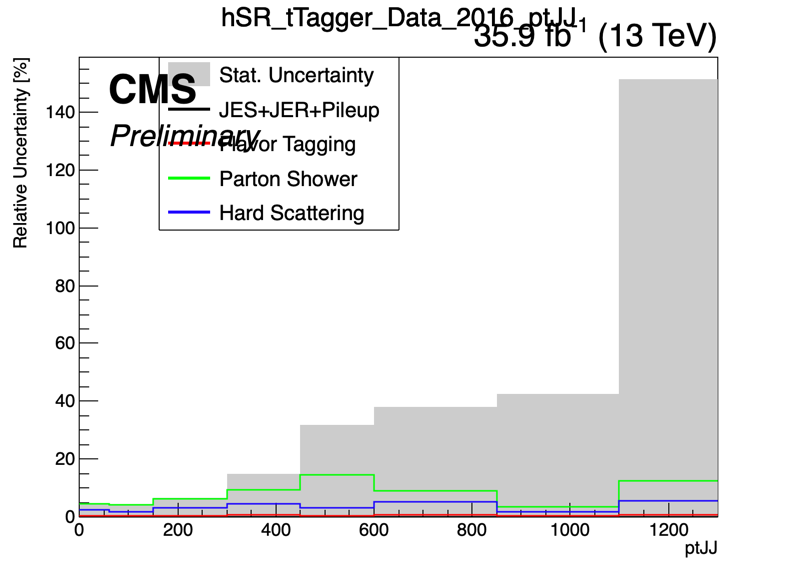 hSR_tTagger_Data_2016_ptJJ
35.9 fb-1 (13 TeV)
CMS
Preliminary
Stat. Uncertainty
JES+JER+Pileup
Flavor Tagging
Parton Shower
Hard Scattering
Relative Uncertainty [%]
140
120
100
80
60
40
20
0
0 200 400 600 800 1000 1200
ptJJ